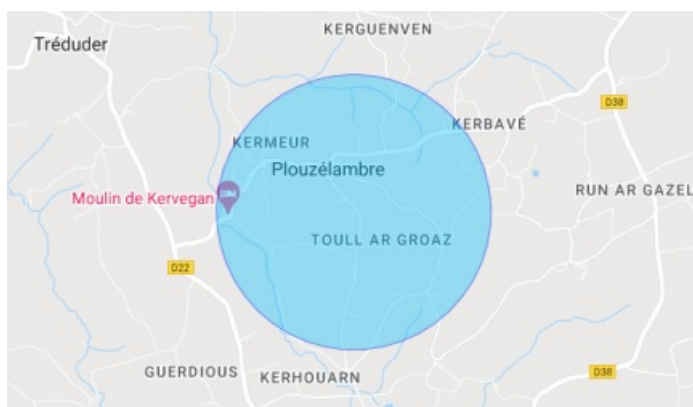 KERGUENVEN
Tréduder
D38
KERBAVÉ
KERMEUR
Plouzélambre
RUN AR GAZEL
Moulin de Kervegan
TOULL AR GROAZ
D22
GUERDIOUS
KERHOUARN
D38